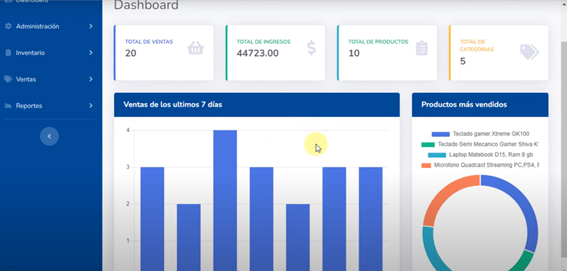 Dashboard
Dashboard
Administración
Inventario
Ventas
Reportes
TOTAL DE VENTAS
20
TOTAL DE INGRESOS
44723.00
TOTAL DE PRODUCTOS
10
TOTAL DE
CATEGORIAS
5
Ventas de los ultimos 7 días
4
3
2
1
Productos más vendidos
Teclado gamer Xtreme GK100
Teclado Semi Mecanico Gamer Shiva K
Laptop Matabook D15, Ram 8 gb
Microfono Quadcast Streaming PC,PS4,